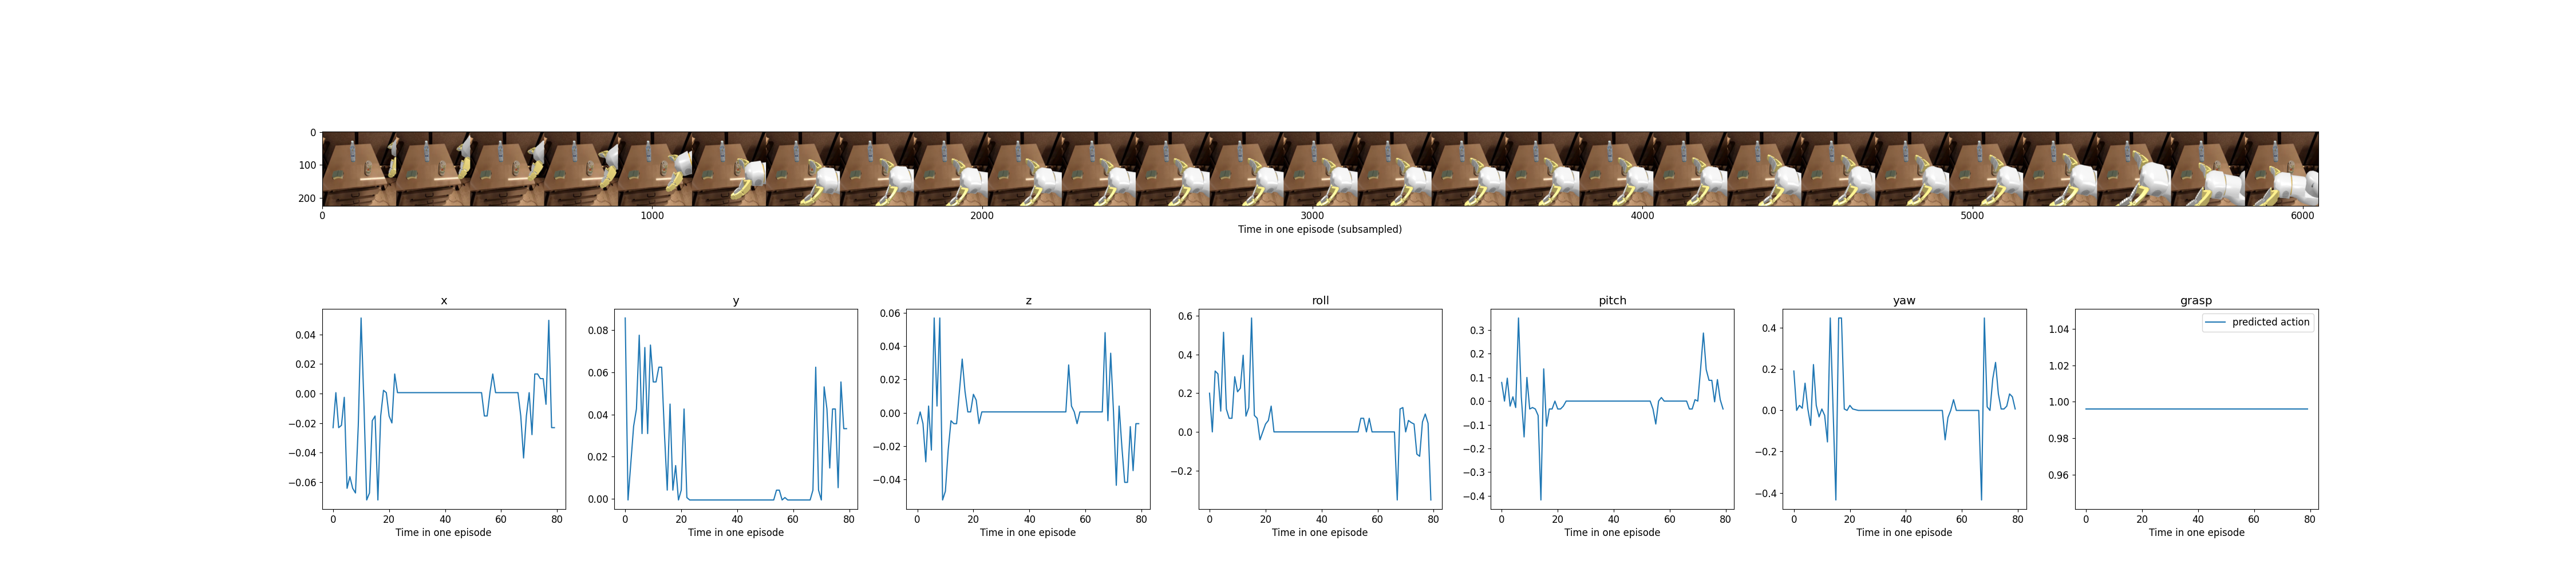 0
100
200
0 1000 2000 3000 4000 5000 6000
Time in one episode (subsampled)
x
0.04
0.02
0.00
−0.02
−0.04
−0.06
0 20 40 60 80
Time in one episode
y
0.08
0.06
0.04
0.02
0.00
0 20 40 60 80
Time in one episode
z
0.06
0.04
0.02
0.00
−0.02
−0.04
0 20 40 60 80
Time in one episode
roll
0.6
0.4
0.2
0.0
−0.2
0 20 40 60 80
Time in one episode
pitch
0.3
0.2
0.1
0.0
−0.1
−0.2
−0.3
−0.4
0 20 40 60 80
Time in one episode
yaw
0.4
0.2
0.0
−0.2
−0.4
0 20 40 60 80
Time in one episode
grasp
predicted action
1.04
1.02
1.00
0.98
0.96
0 20 40 60 80
Time in one episode